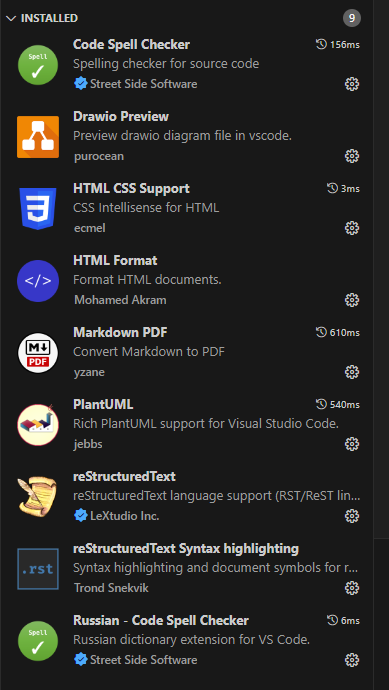 INSTALLED 9
Code Spell Checker 156ms
Spell
Spelling checker for source code
Street Side Software
Drawio Preview
Preview drawio diagram file in vscode.
purocean
HTML CSS Support 3ms
3
CSS Intellisense for HTML
ecmel
HTML Format
</>
Format HTML documents.
Mohamed Akram
Markdown PDF 610ms
M
PDF
Convert Markdown to PDF
yzane
PlantUML 540ms
Rich PlantUML support for Visual Studio Code.
jebbs
reStructuredText
reStructuredText language support (RST/ReST lin...
LeXtudio Inc.
reStructuredText Syntax highlighting
.rst
Syntax highlighting and document symbols for r...
Trond Snekvik
Russian - Code Spell Checker 6ms
Spell
Russian dictionary extension for VS Code.
Street Side Software